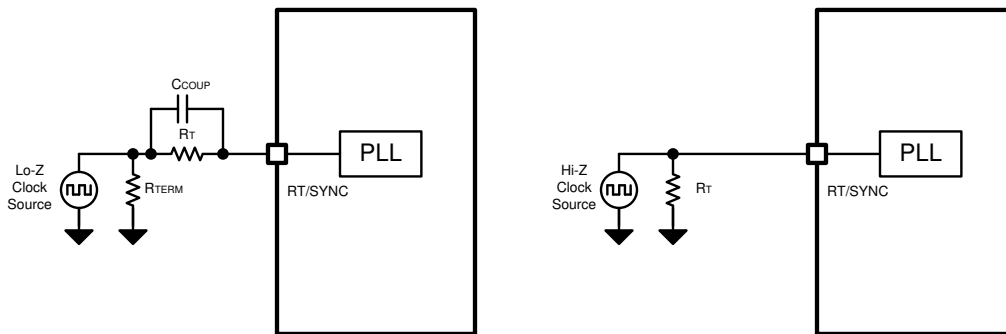 CCOUP
RT
PLL
Lo-Z
Clock
Source
RTERM
RT/SYNC
Hi-Z
Clock
Source
RT
PLL
RT/SYNC